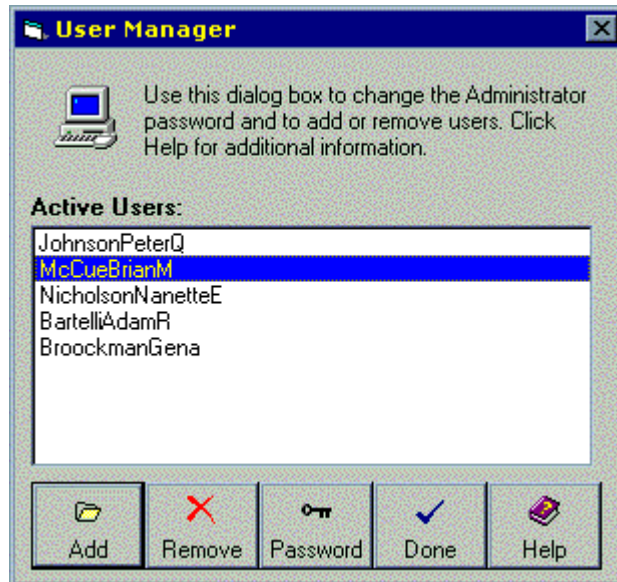 User Manager
Use this dialog box to change the Administrator
password and to add or remove users. Click
Help for additional information.
Active Users:
JohnsonPeterQ
McCueBrianM
NicholsonNanetteE
BartelliAdamR
BroockmanGena
Add Remove Password Done Help